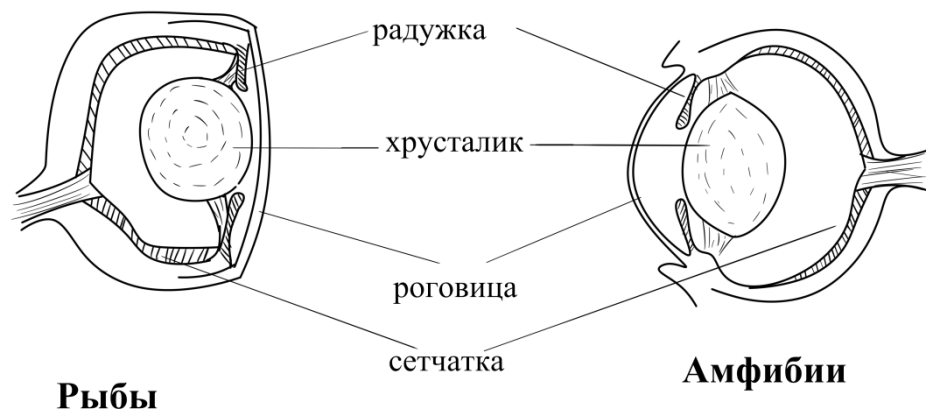 радужка
хрусталик
роговица
сетчатка
Рыбы
Амфибии